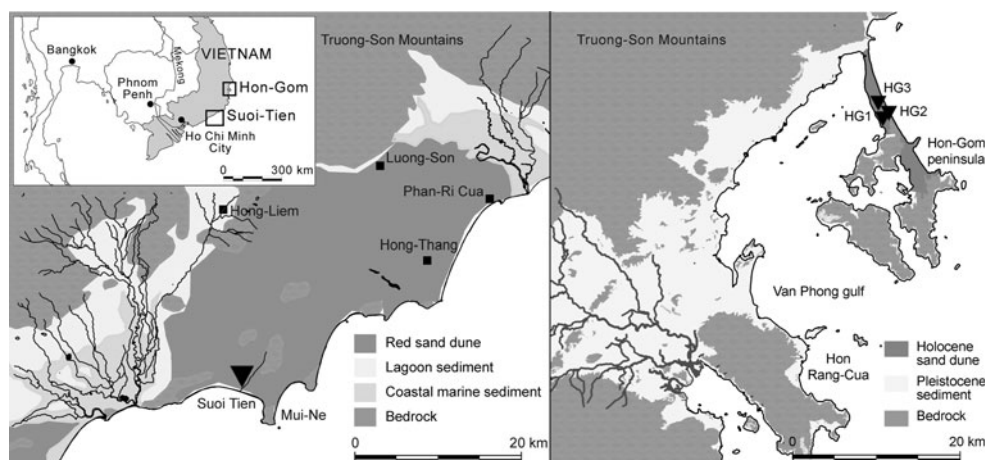 Bangkok
VIETNAM
Mekong
Phnom
Penh
Hon-Gom
Suoi-Tien
Ho Chi Minh
City
0 300 km
Truong-Son Mountains
Luong-Son
Phan-Ri Cua
Hong-Liem
Hong-Thang
Suoi Tien
Mui-Ne
Red sand dune
Lagoon sediment
Coastal marine sediment
Bedrock
0 20 km
Truong-Son Mountains
HG3
HG1
HG2
Hon-Gom
peninsula
Van Phong gulf
Hon
Rang-Cua
Holocene
sand dune
Pleistocene
sediment
Bedrock
0 20 km